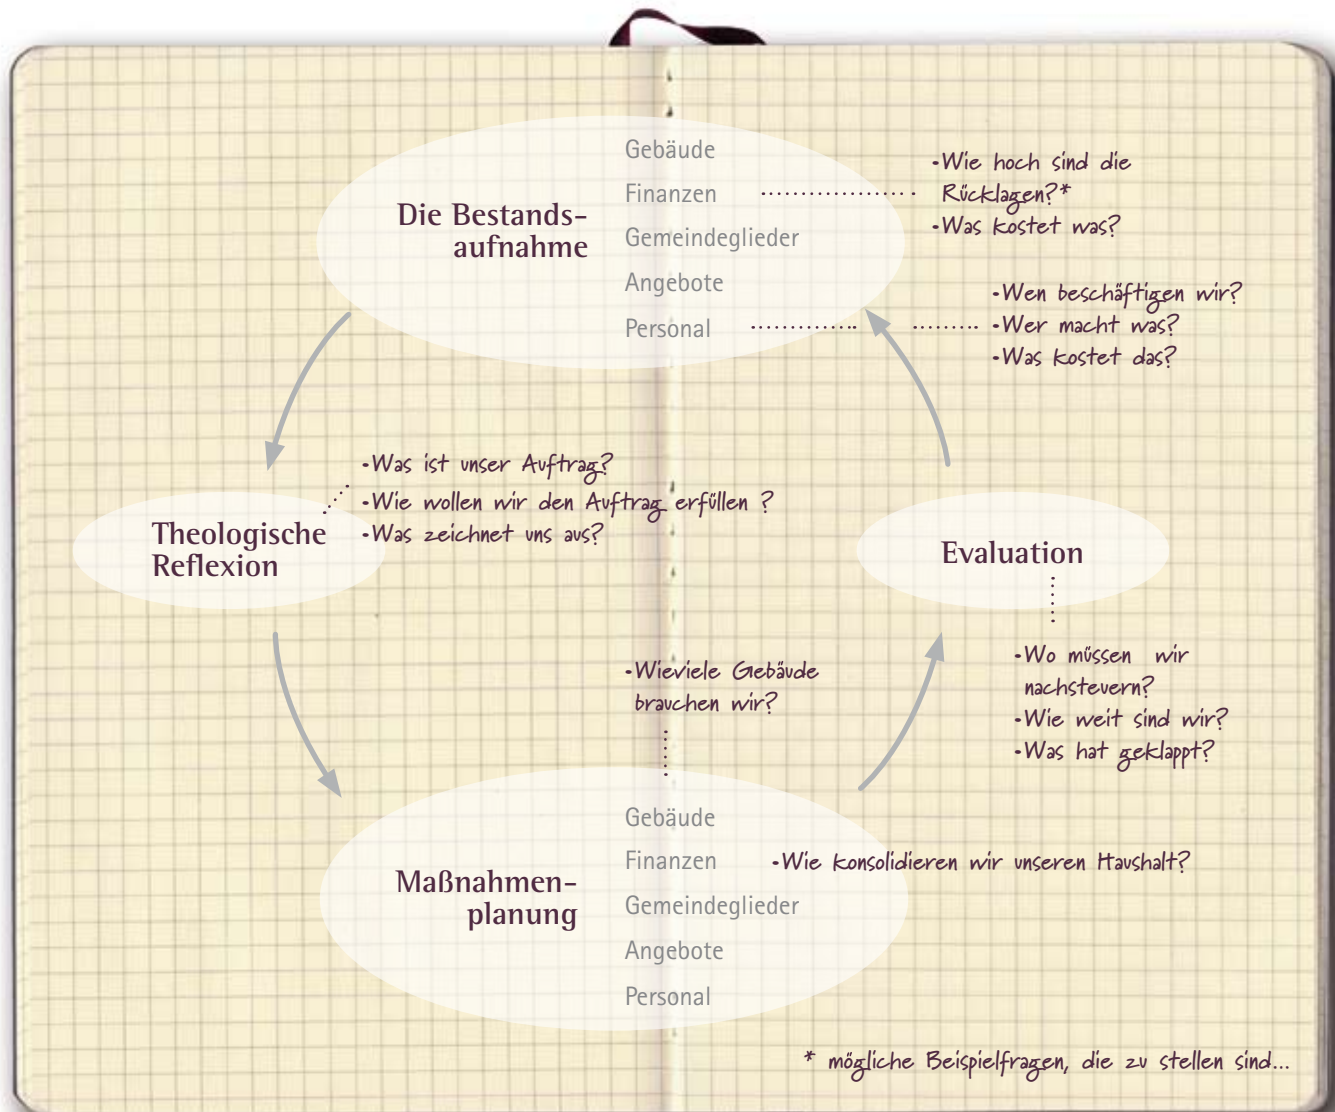 Die Bestands-
aufnahme
Gebäude
Finanzen
Gemeindeglieder
Angebote
Personal
-Wie hoch sind die
Rücklagen?*
-Was kostet was?
-Wen beschäftigen wir?
-Wer macht was?
-Was kostet das?
Theologische
Reflexion
-Was ist unser Auftrag?
-Wie wollen wir den Auftrag erfüllen ?
-Was zeichnet uns aus?
-Wieviele Gebäude
brauchen wir?
Maßnahmen-
planung
Gebäude
Finanzen
Gemeindeglieder
Angebote
Personal
-Wie konsolidieren wir unseren Haushalt?
Evaluation
-Wo müssen wir
nachsteuern?
-Wie weit sind wir?
-Was hat geklappt?
* mögliche Beispielfragen, die zu stellen sind...